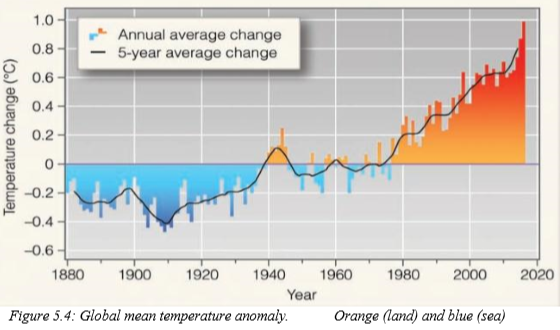 Annual average change
5-year average change
Temperature change (°C)
1.0
0.8
0.6
0.4
0.2
0
−0.2
−0.4
−0.6
1880 1900 1920 1940 1960 1980 2000 2020
Year
Figure 5.4: Global mean temperature anomaly. Orange (land) and blue (sea)